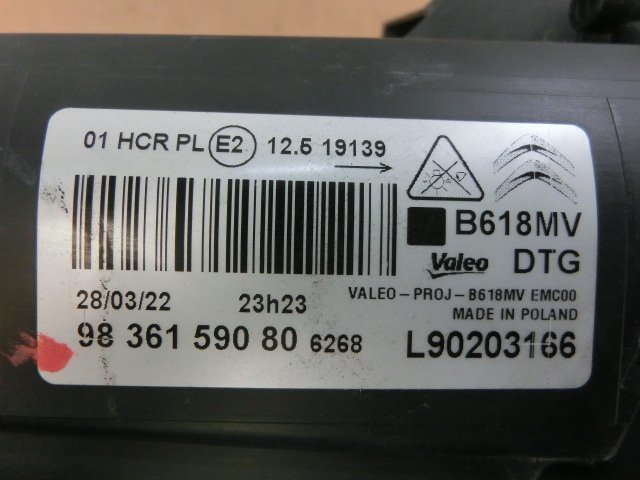 01 HCR PL E2 12.5 19139
B618MV
Valeo DTG
28/03/22 23h23
VALEO-PROJ-B618MV EMC00
MADE IN POLAND
98 361 590 80 6268
L90203166